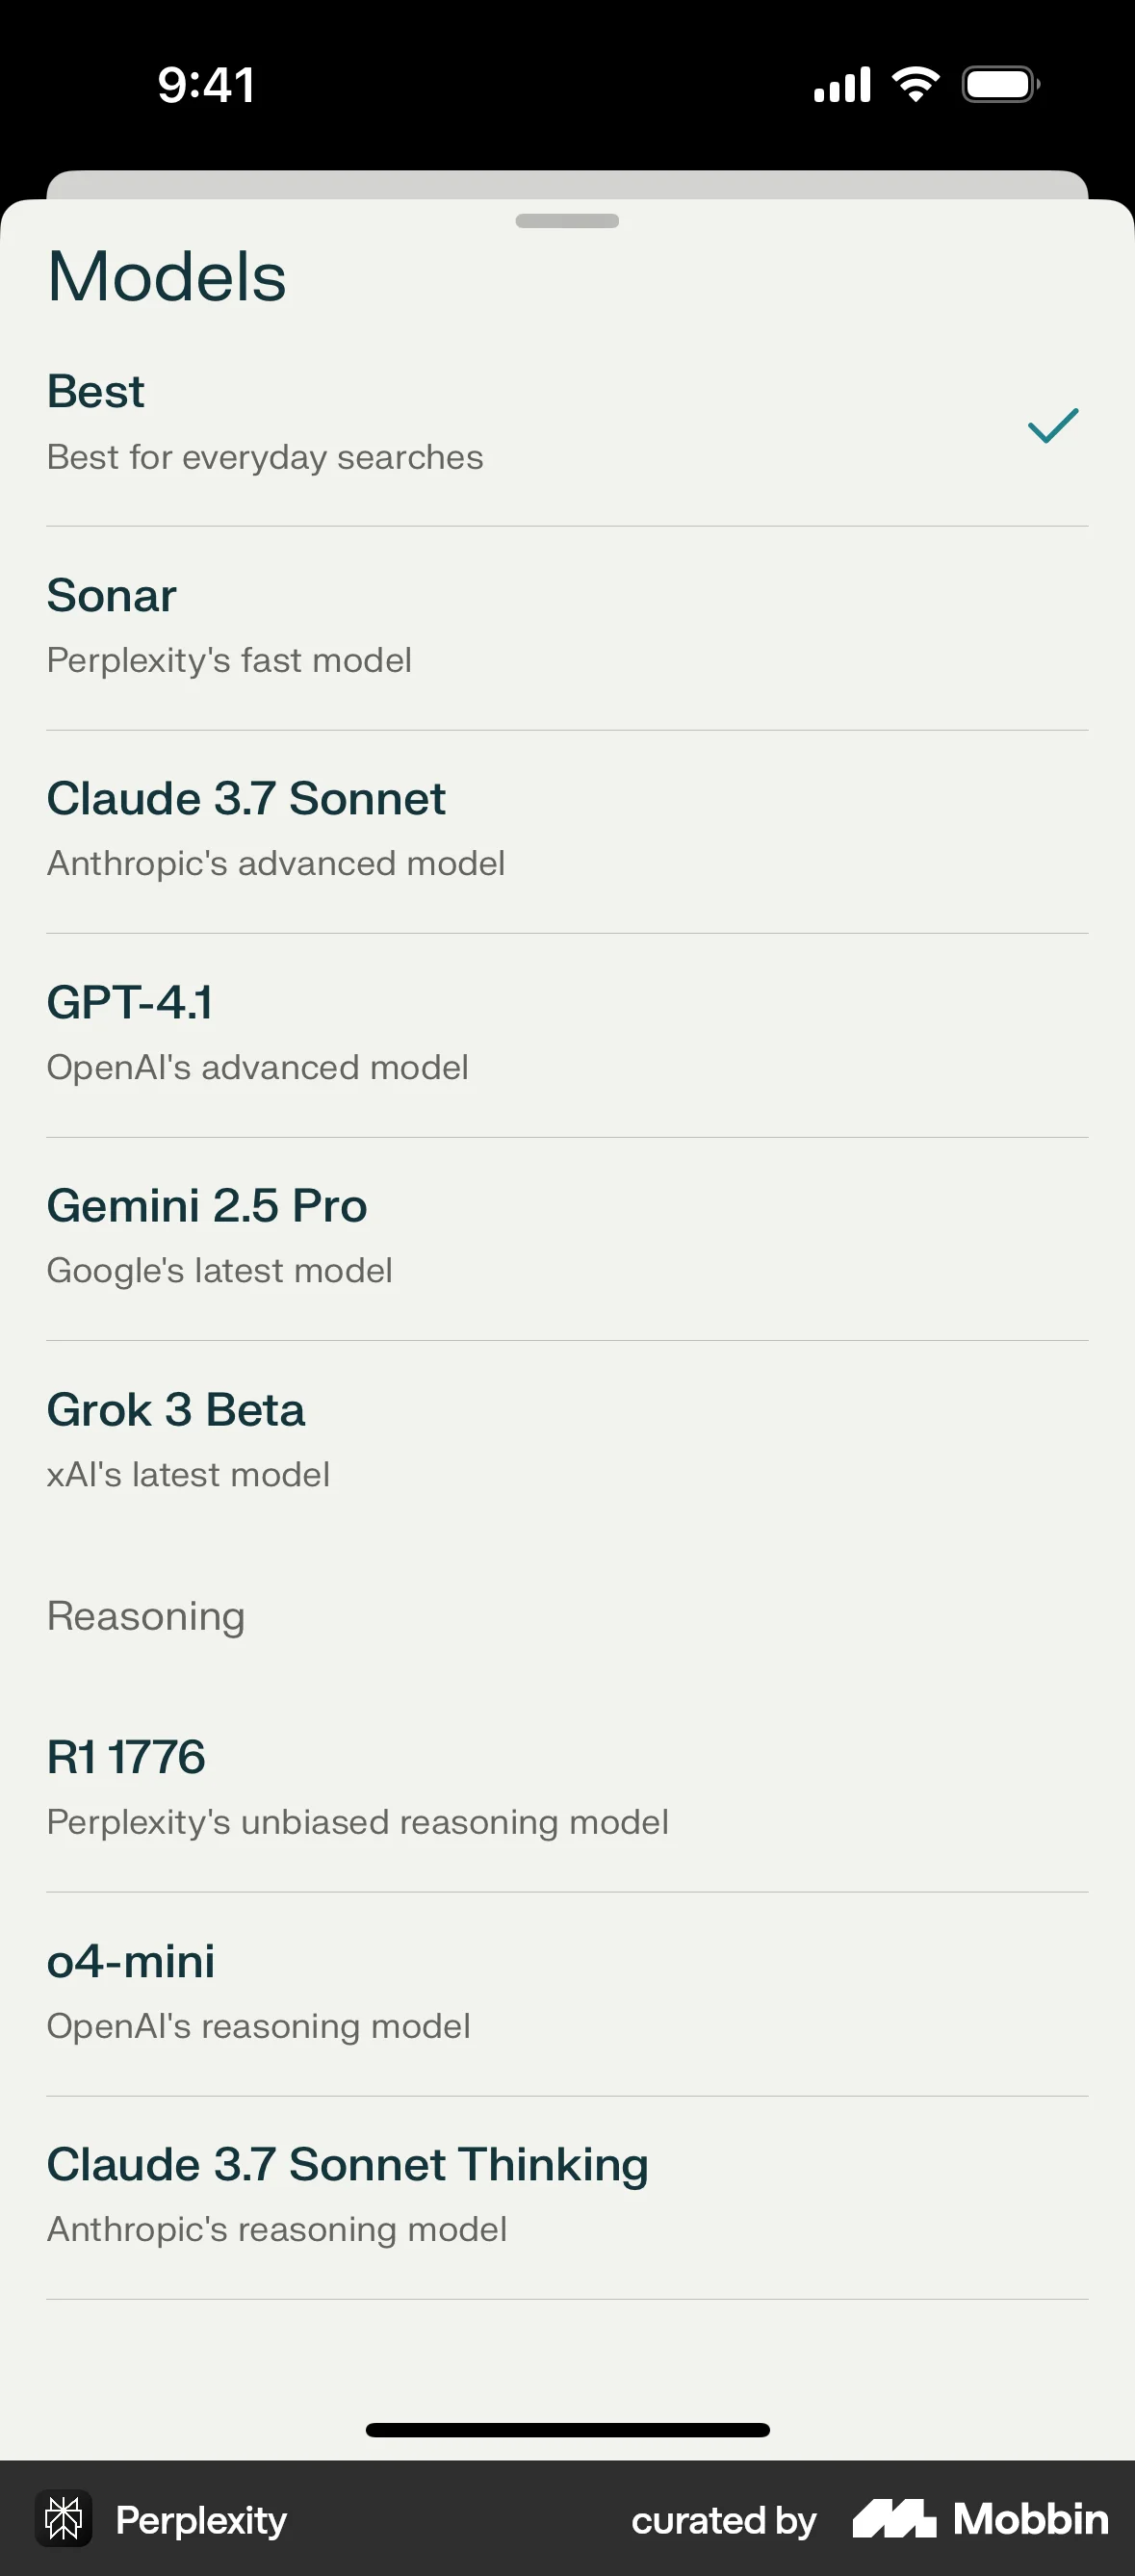 9:41
Models
Best
Best for everyday searches
Sonar
Perplexity's fast model
Claude 3.7 Sonnet
Anthropic's advanced model
GPT-4.1
OpenAI's advanced model
Gemini 2.5 Pro
Google's latest model
Grok 3 Beta
xAI's latest model
Reasoning
R1 1776
Perplexity's unbiased reasoning model
o4-mini
OpenAI's reasoning model
Claude 3.7 Sonnet Thinking
Anthropic's reasoning model
Perplexity curated by Mobbin